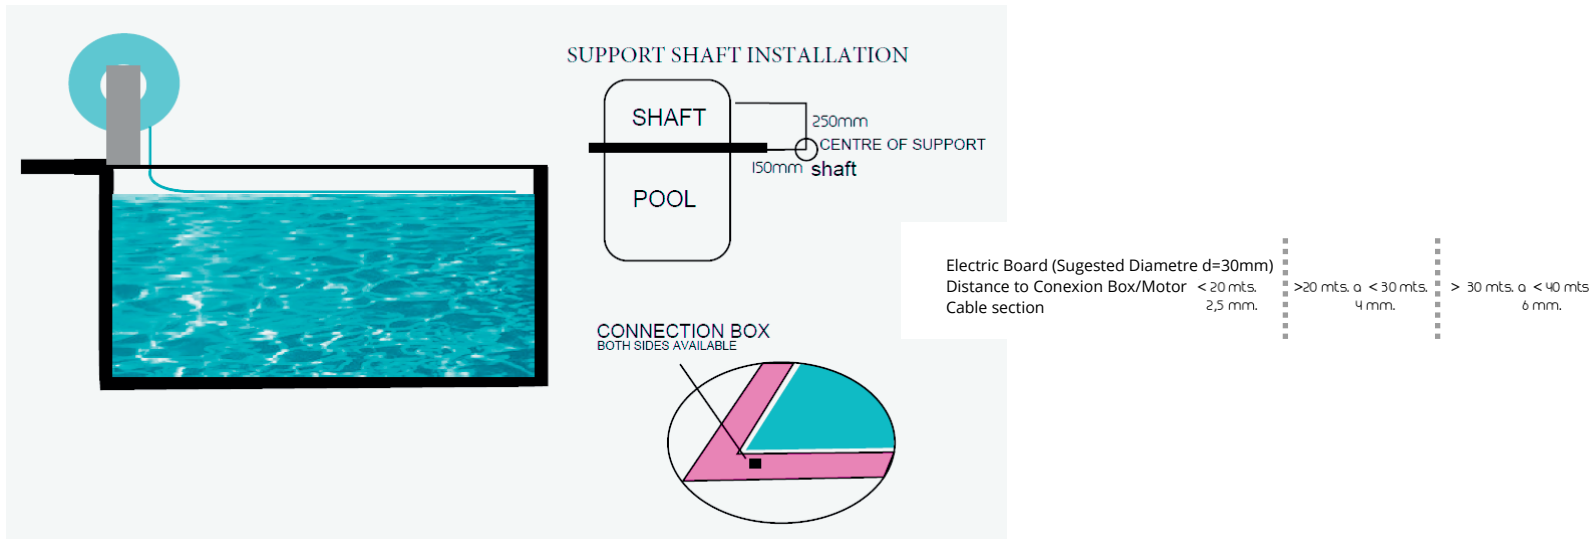 SUPPORT SHAFT INSTALLATION
SHAFT
250mm
CENTRE OF SUPPORT
150mm shaft
POOL
Electric Board (Sugested Diametre d=30mm)
Distance to Conexion Box/Motor < 20 mts. >20 mts. a < 30 mts. > 30 mts. a < 40 mts
Cable section 2,5 mm. 4 mm. 6 mm.
CONNECTION BOX
BOTH SIDES AVAILABLE